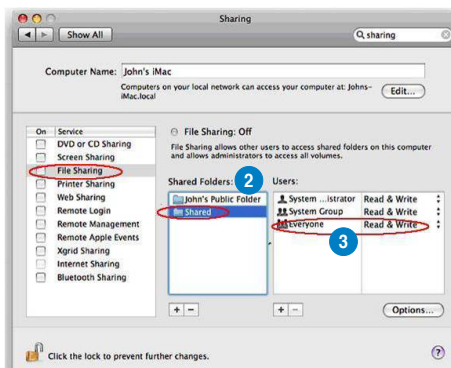 Sharing
Show All
sharing
Computer Name: John's iMac
Computers on your local network can access your computer at: Johns-
iMac.local
Edit...
On Service
DVD or CD Sharing
Screen Sharing
File Sharing
Printer Sharing
Web Sharing
Remote Login
Remote Management
Remote Apple Events
Xgrid Sharing
Internet Sharing
Bluetooth Sharing
File Sharing: Off
File Sharing allows other users to access shared folders on this computer
and allows administrators to access all volumes.
Shared Folders: 2 Users:
John's Public Folder
Shared
System ...istrator Read & Write
System Group Read & Write
Everyone Read & Write
3
+ −
+ −
Options...
Click the lock to prevent further changes.
?